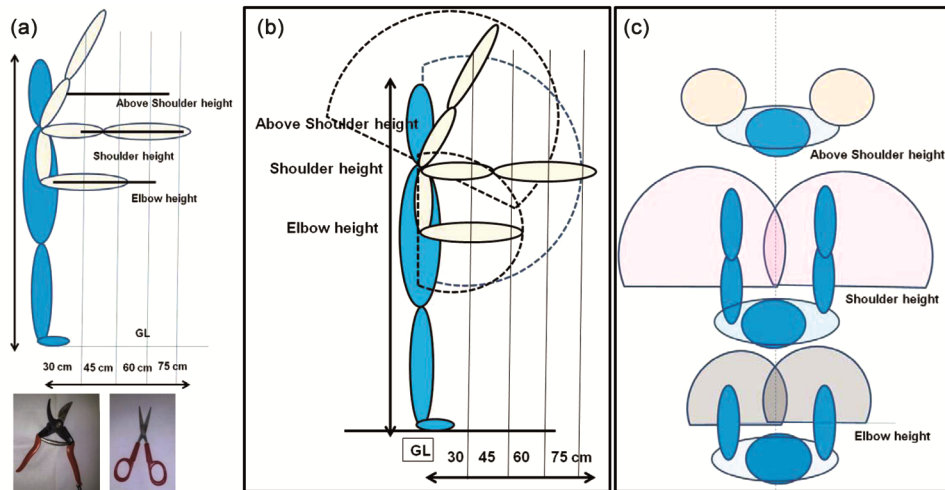 (a)
Above Shoulder height
Shoulder height
Elbow height
GL
30 cm 45 cm 60 cm 75 cm
(b)
Above Shoulder height
Shoulder height
Elbow height
GL 30 45 60 75 cm
(c)
Above Shoulder height
Shoulder height
Elbow height